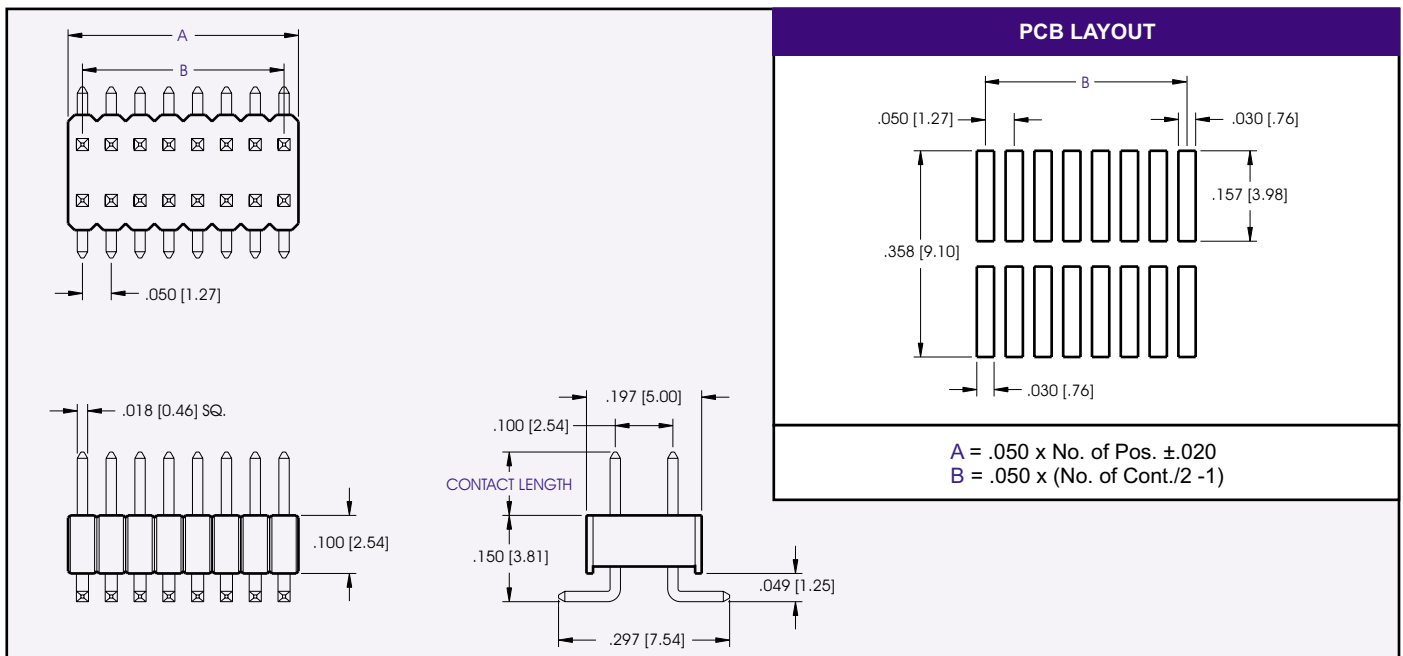 A
B
.050 [1.27]
PCB LAYOUT
B
.050 [1.27]
.030 [.76]
.157 [3.98]
.358 [9.10]
.030 [.76]
A = .050 x No. of Pos. ±.020
B = .050 x (No. of Cont./2 -1)
.018 [0.46] SQ.
.100 [2.54]
.197 [5.00]
.100 [2.54]
CONTACT LENGTH
.150 [3.81]
.049 [1.25]
.297 [7.54]